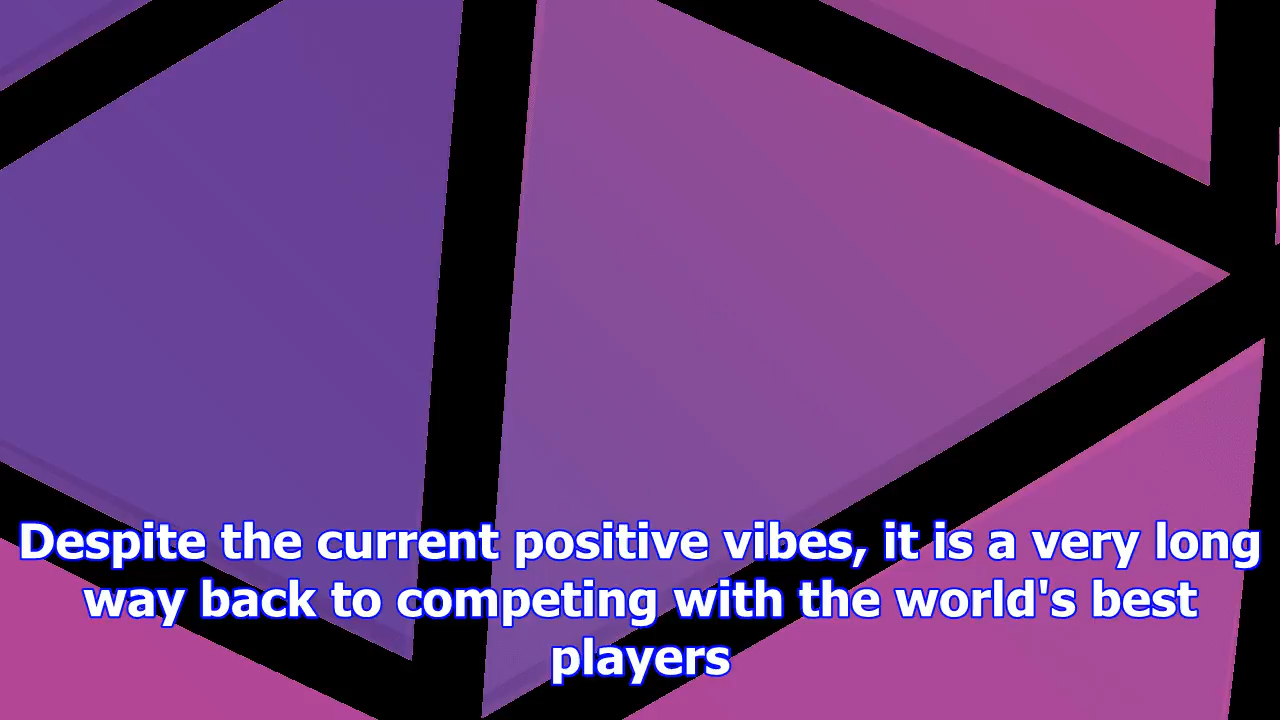 Despite the current positive vibes, it is a very long
way back to competing with the world's best
players